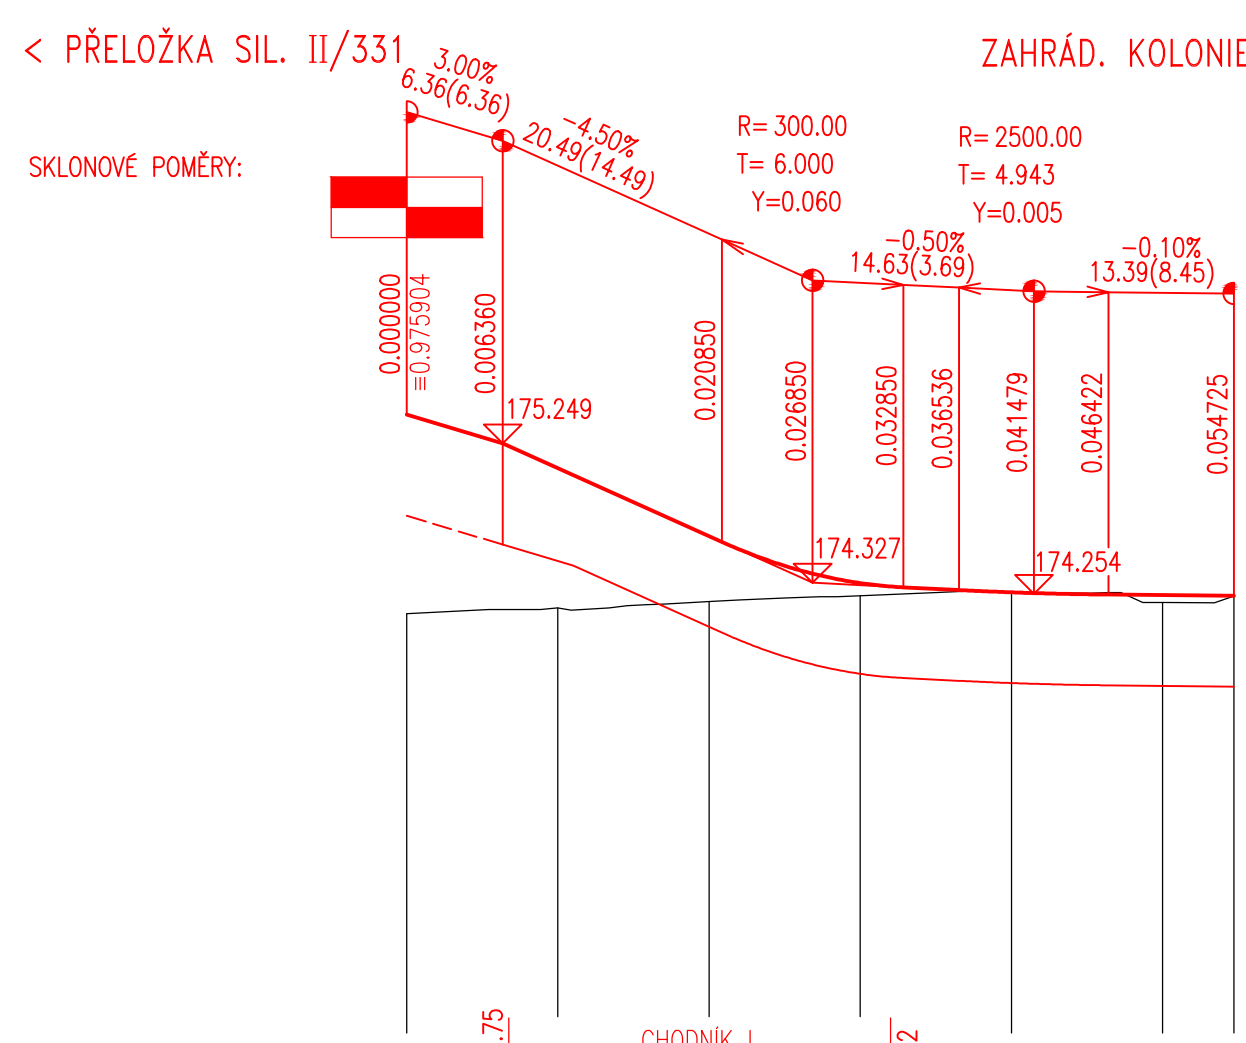 < PŘELOŽKA SIL. II/331
ZAHRÁD. KOLONIE
3.00%
6.36(6.36)
-4.50%
20.49(14.49)
R= 300.00
T= 6.000
Y=0.060
R= 2500.00
T= 4.943
Y=0.005
SKLONOVÉ POMĚRY:
-0.50%
14.63(3.69)
-0.10%
13.39(8.45)
0.000000
≡0.975904
0.006360
0.020850
0.026850
0.032850
0.036536
0.041479
0.046422
0.054725
175.249
174.327
174.254
.75
CHODNÍK
2